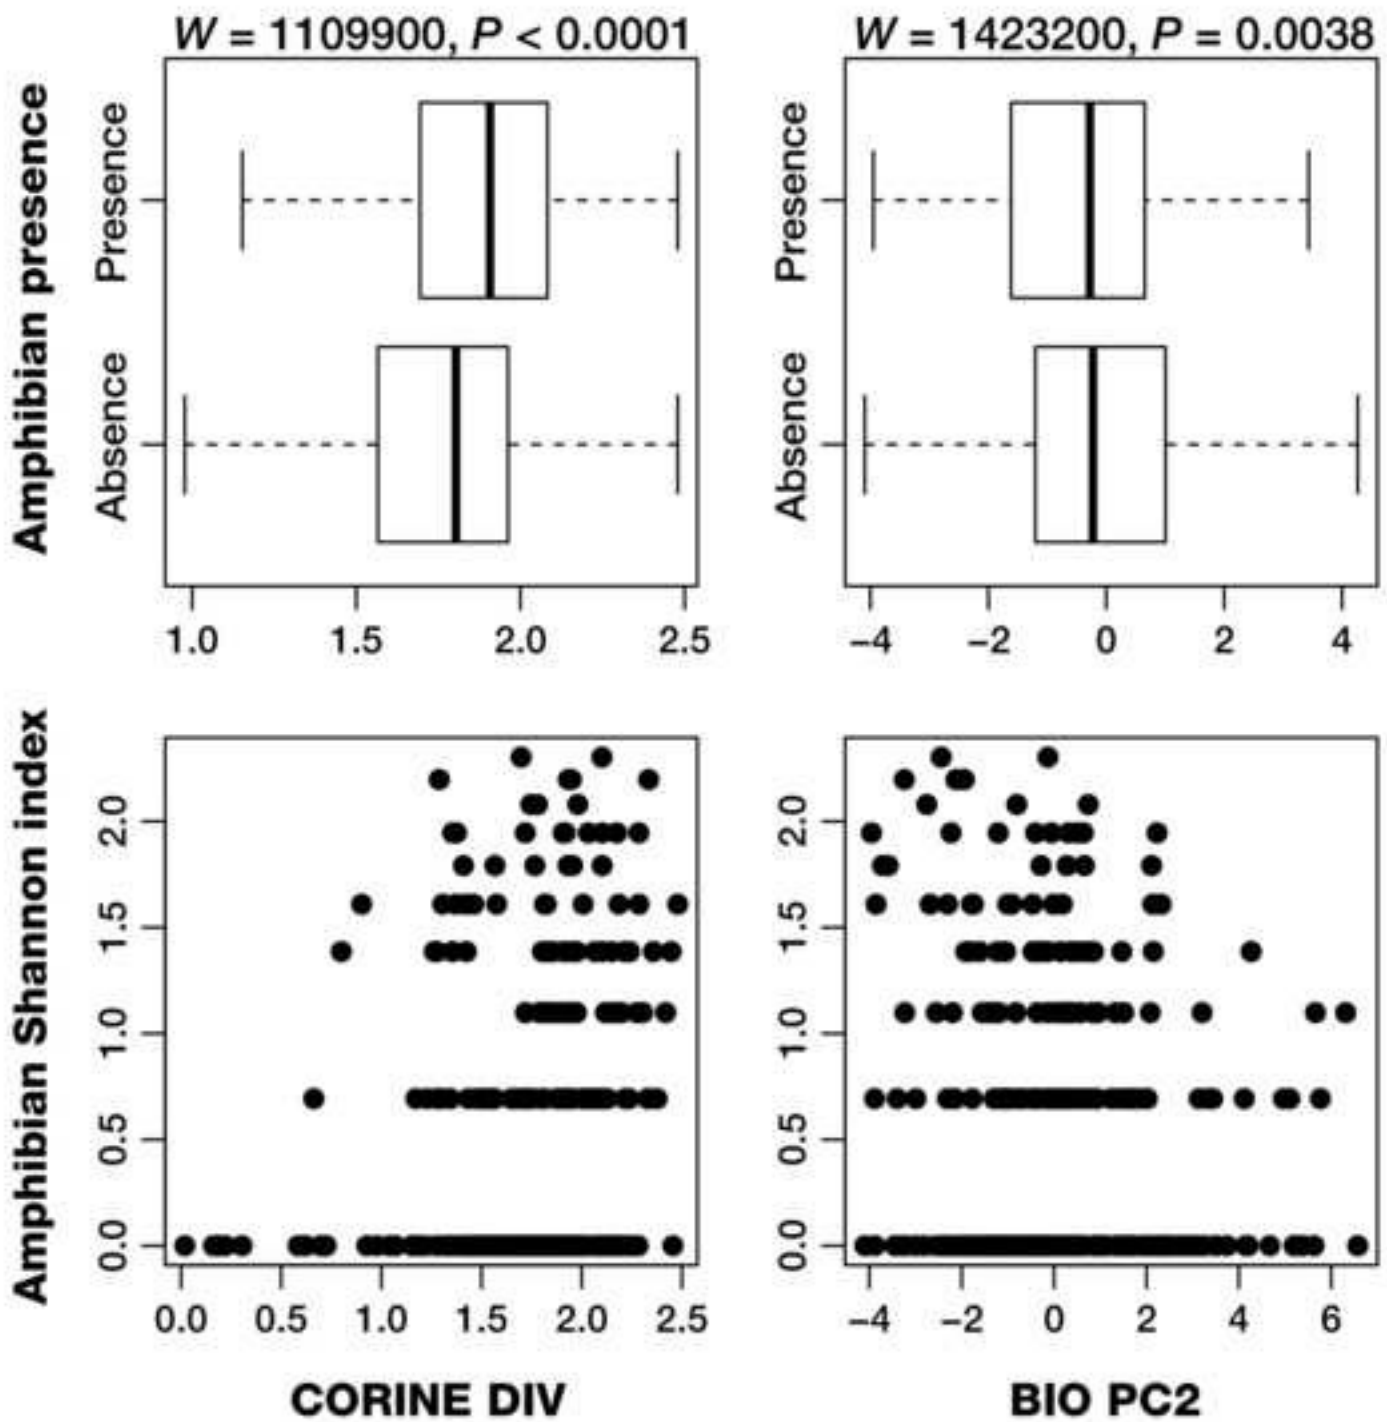 W = 1109900, P < 0.0001
W = 1423200, P = 0.0038
Amphibian presence
Presence
Absence
1.0 1.5 2.0 2.5
Presence
Absence
−4 −2 0 2 4
Amphibian Shannon index
2.0
1.5
1.0
0.5
0.0
0.0 0.5 1.0 1.5 2.0 2.5
CORINE DIV
2.0
1.5
1.0
0.5
0.0
−4 −2 0 2 4 6
BIO PC2